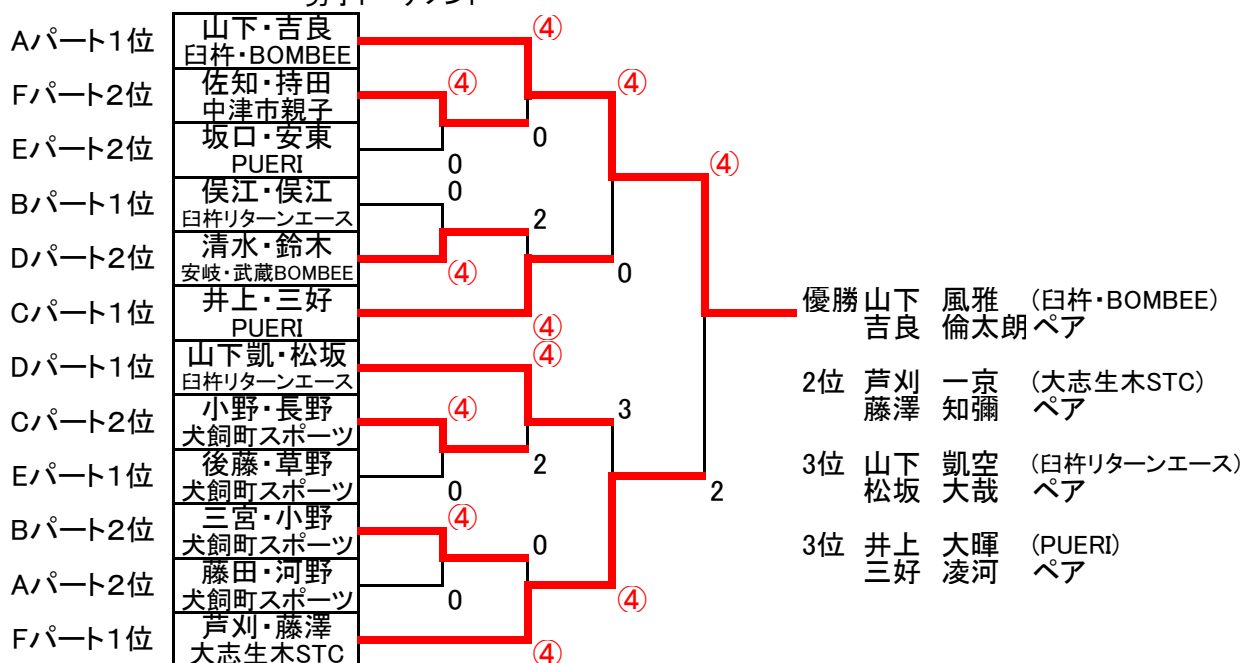 Aパート1位
山下・吉良
臼杵・BOMBEE
④
Fパート2位
佐知・持田
中津市親子
④
④
0
Eパート2位
坂口・安東
PUERI
0
④
Bパート1位
俣江・俣江
臼杵リターンエース
0
2
Dパート2位
清水・鈴木
安岐・武蔵BOMBEE
④
0
Cパート1位
井上・三好
PUERI
④
Dパート1位
山下凱・松坂
臼杵リターンエース
④
Cパート2位
小野・長野
犬飼町スポーツ
④
3
Eパート1位
後藤・草野
犬飼町スポーツ
0
2
2
Bパート2位
三宮・小野
犬飼町スポーツ
④
0
Aパート2位
藤田・河野
犬飼町スポーツ
0
④
Fパート1位
芦刈・藤澤
大志生木STC
④
優勝 山下 風雅 (臼杵・BOMBEE)
吉良 倫太朗 ペア
2位 芦刈 一京 (大志生木STC)
藤澤 知彌 ペア
3位 山下 凱空 (臼杵リターンエース)
松坂 大哉 ペア
3位 井上 大暉 (PUERI)
三好 凌河 ペア